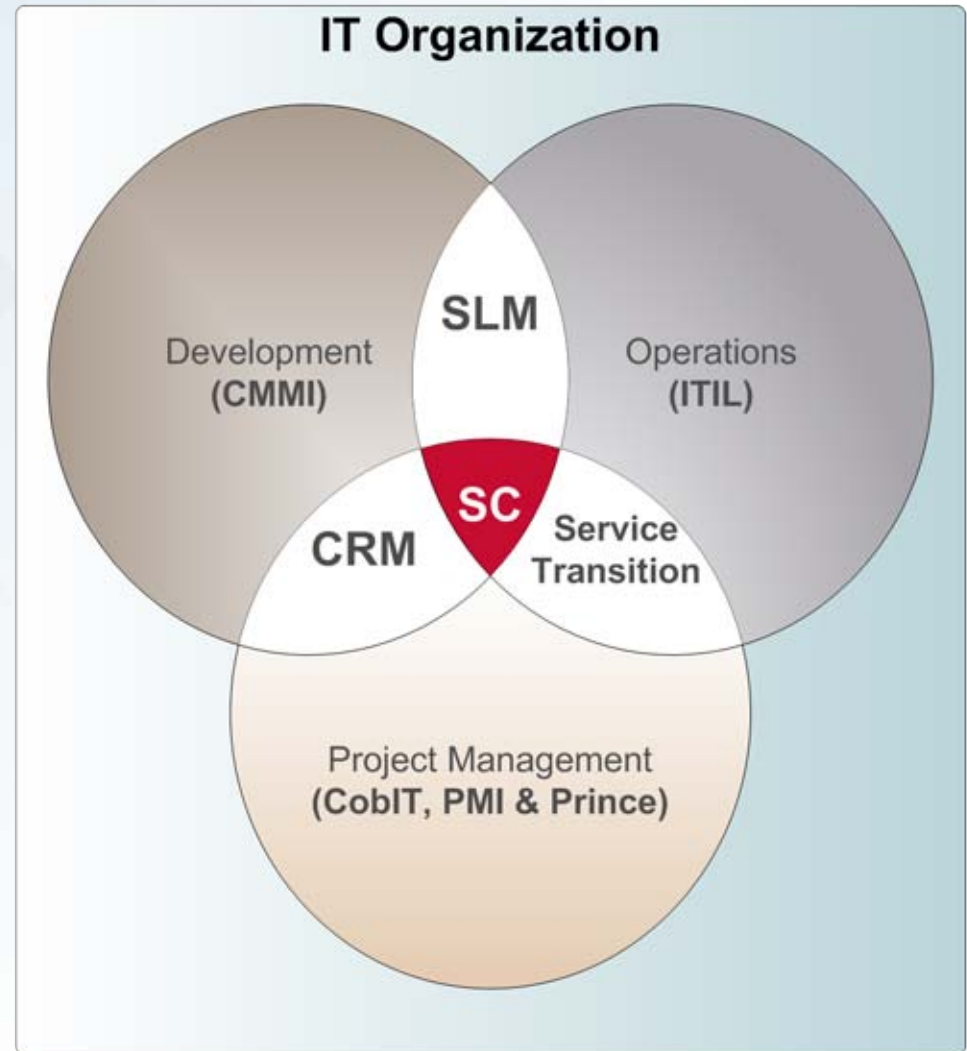 IT Organization
SLM
Development
(CMMI)
Operations
(ITIL)
SC
CRM
Service
Transition
Project Management
(CobIT, PMI & Prince)